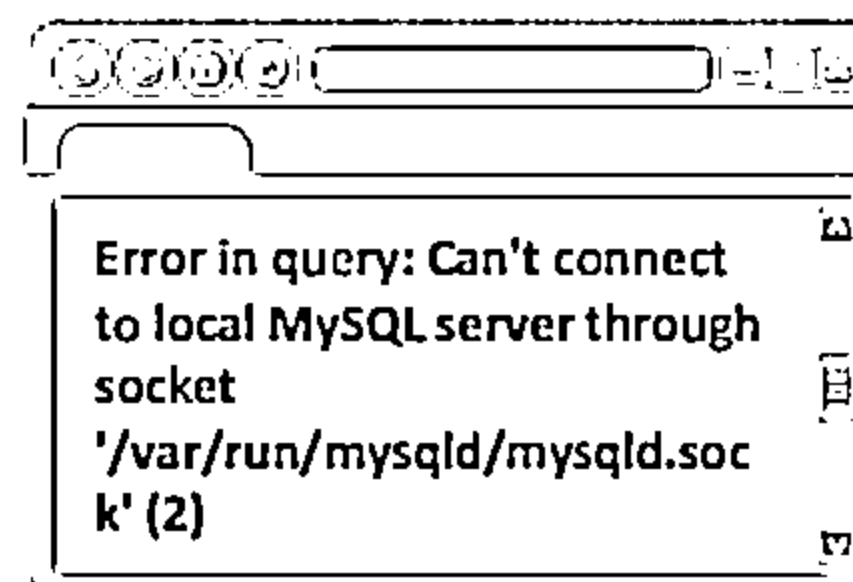 Error in query: Can't connect
to local MySQL server through
socket
'/var/run/mysqld/mysqld.soc
k' (2)